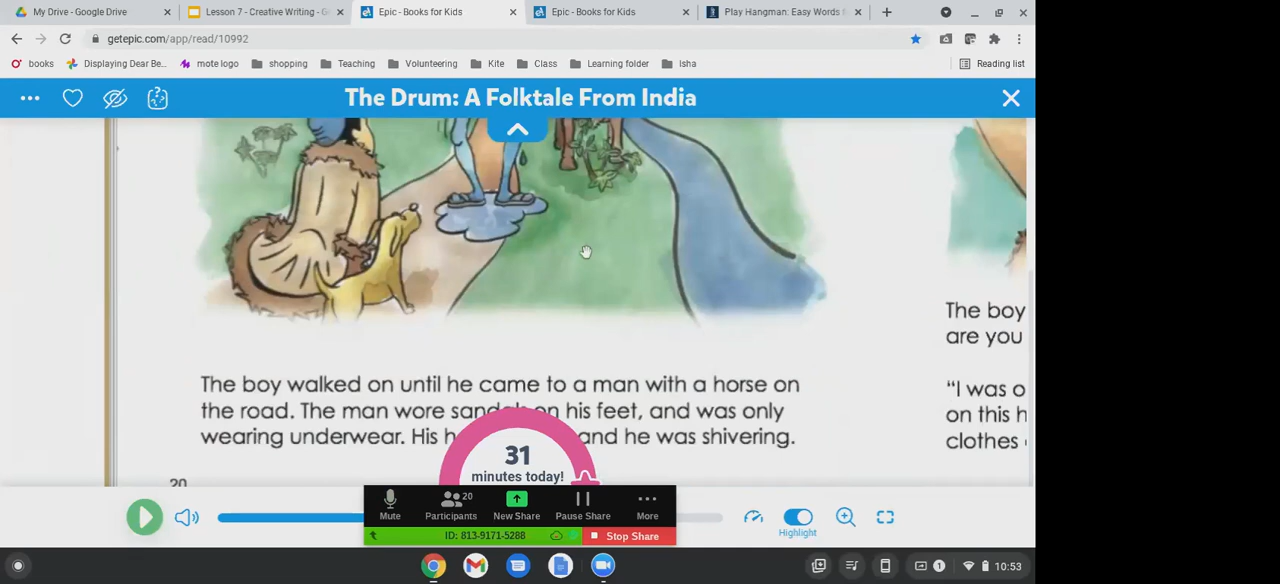 My Drive - Google Drive
Lesson 7 - Creative Writing - G
Epic - Books for Kids
Epic - Books for Kids
Play Hangman: Easy Words
getepic.com/app/read/10992
books
Displaying Dear Be...
mote logo
shopping
Teaching
Volunteering
Kite
Class
Learning folder
Isha
Reading list
The Drum: A Folktale From India
The boy
are you
"I was o
on this h
clothes
The boy walked on until he came to a man with a horse on
the road. The man wore sandals on his feet, and was only
wearing underwear. His h and he was shivering.
20
31
minutes today!
Highlight
Mute
20
Participants
New Share
Pause Share
More
ID: 813-9171-5288
Stop Share
1
10:53